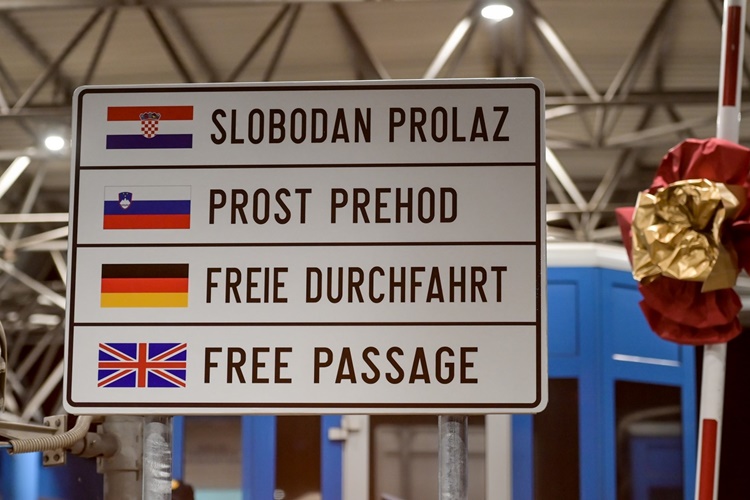 SLOBODAN PROLAZ
PROST PREHOD
FREIE DURCHFAHRT
FREE PASSAGE